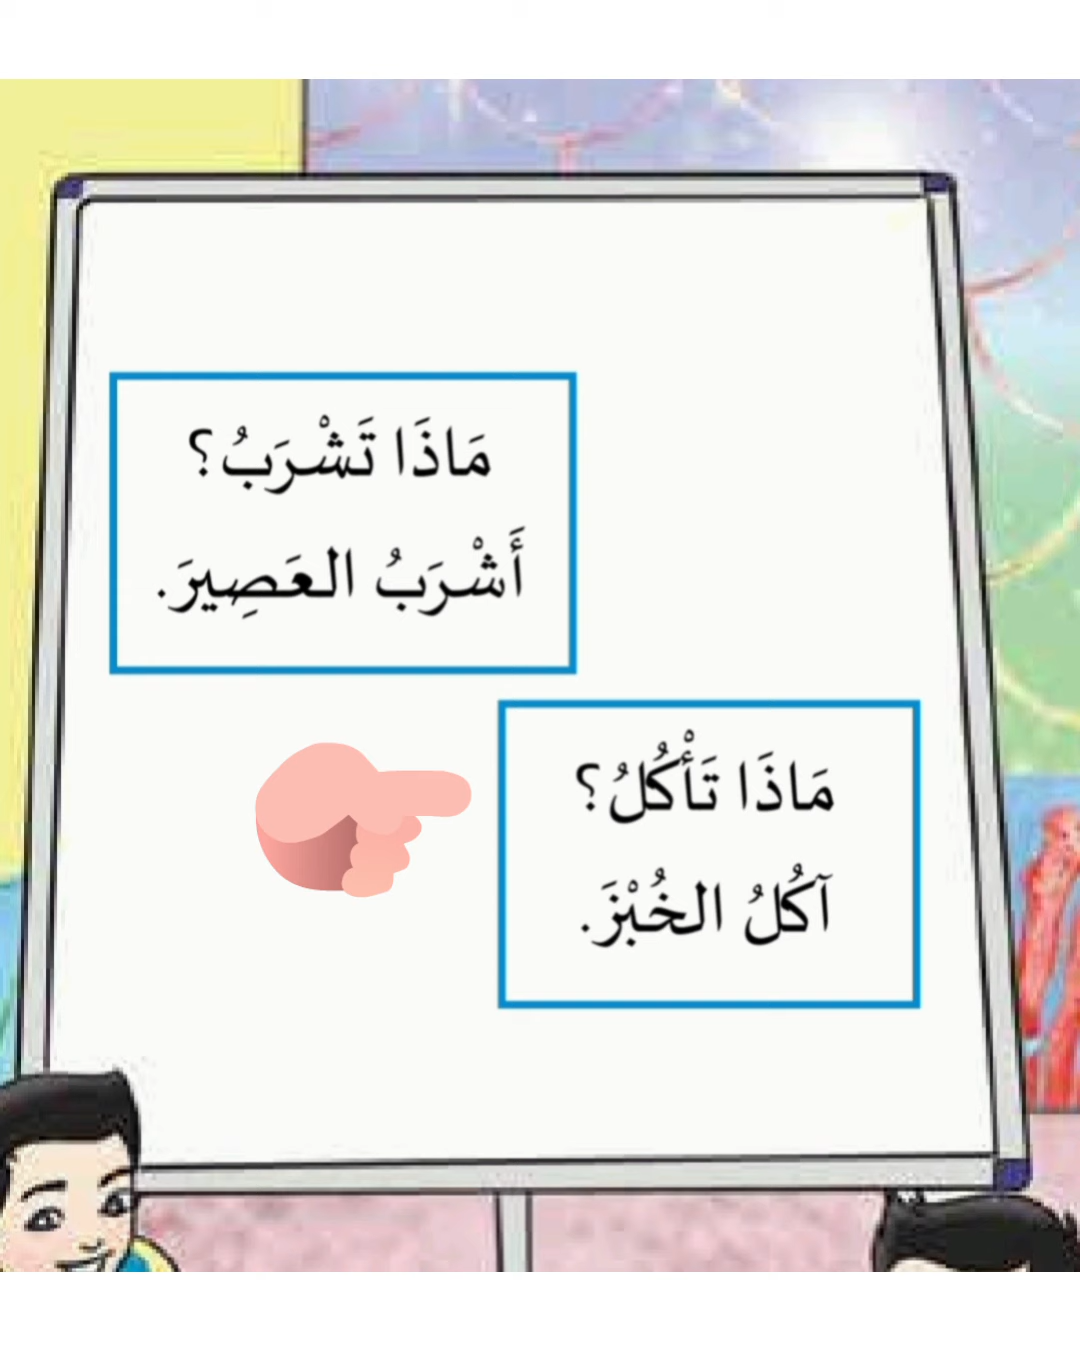 مَاذَا تَشْرَبُ؟
أَشْرَبُ العَصِيرَ.
مَاذَا تَأْكُلُ؟
آكُلُ الخُبْزَ.